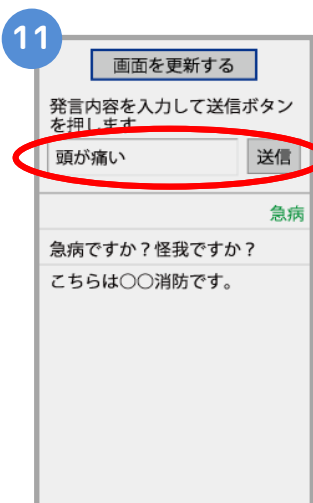 11
画面を更新する
発言内容を入力して送信ボタン
を押します
頭が痛い 送信
急病
急病ですか？怪我ですか？
こちらは〇〇消防です。